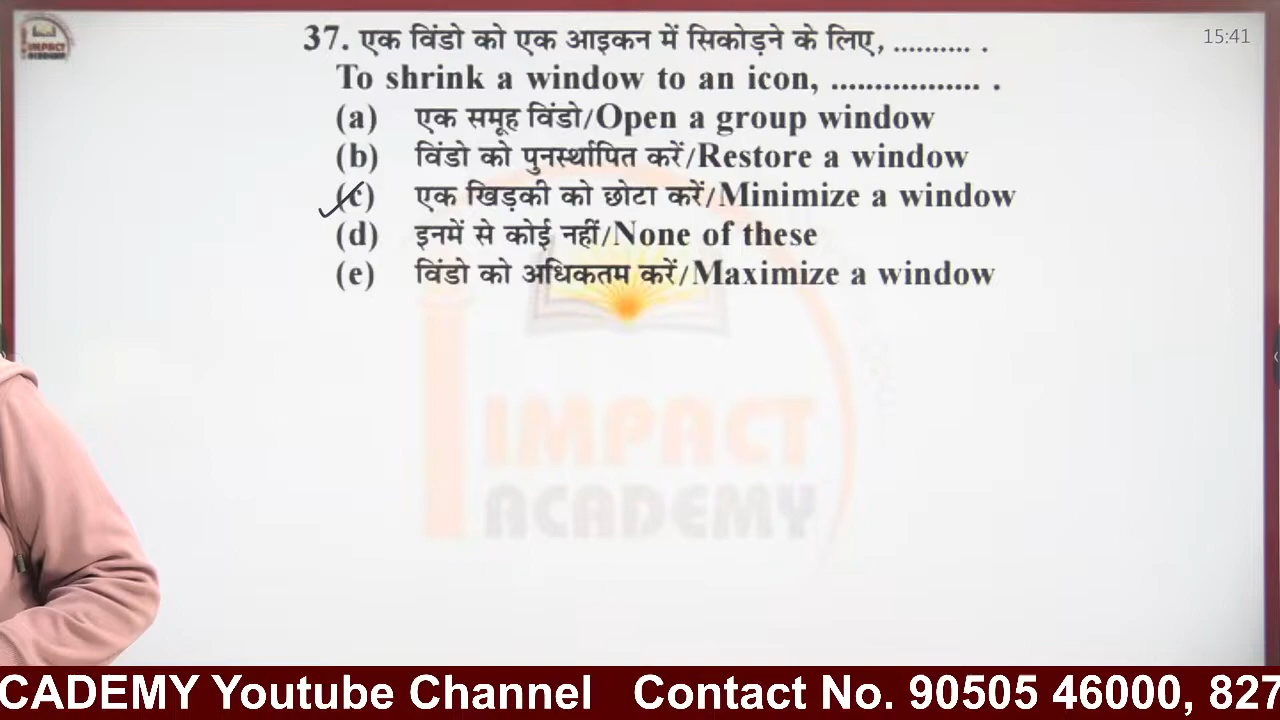 IMPACT
ACADEMY
15:41
37. एक विंडो को एक आइकन में सिकोड़ने के लिए, .......... .
To shrink a window to an icon, ................. .
(a) एक समूह विंडो/Open a group window
(b) विंडो को पुनर्स्थापित करें/Restore a window
(c) एक खिड़की को छोटा करें/Minimize a window
(d) इनमें से कोई नहीं/None of these
(e) विंडो को अधिकतम करें/Maximize a window
IMPACT
ACADEMY
CADEMY Youtube Channel Contact No. 90505 46000, 827